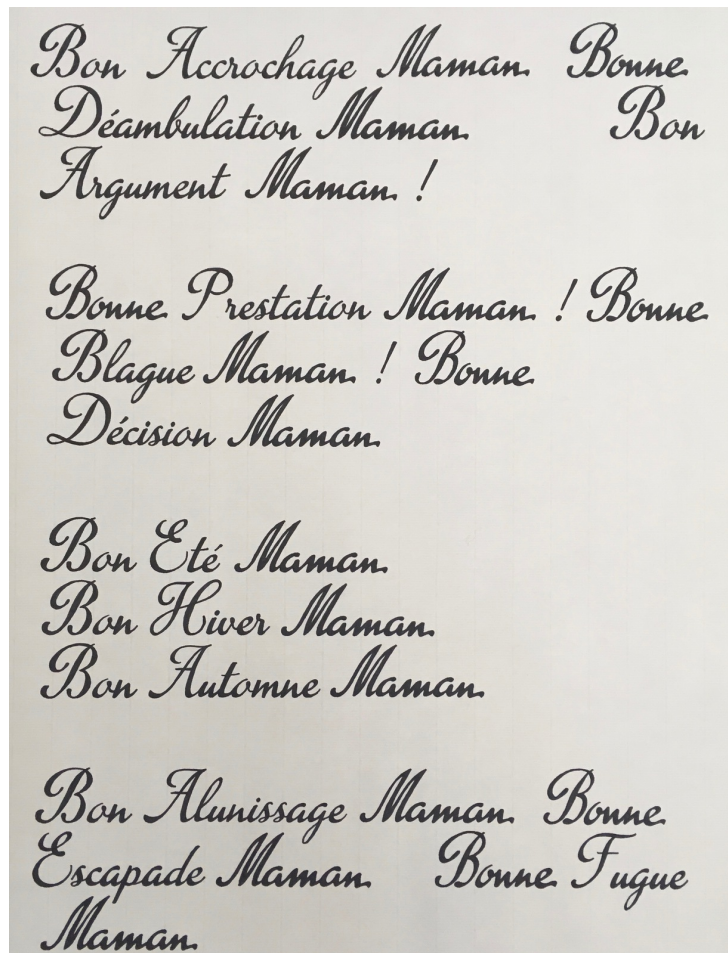 Bon Accrochage Maman. Bonne
Déambulation Maman. Bon
Argument Maman. !
Bonne Prestation Maman. ! Bonne
Blague Maman. ! Bonne
Décision Maman.
Bon Eté Maman.
Bon Hiver Maman.
Bon Automne Maman.
Bon Alunissage Maman. Bonne
Escapade Maman. Bonne Fugue
Maman.